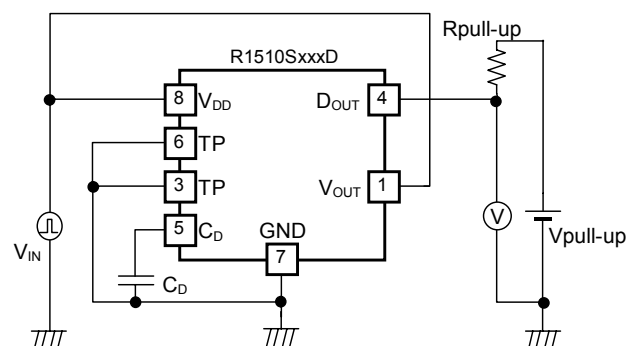 Rpull-up
R1510SxxxD
8 VDD DOUT 4
6 TP
3 TP VOUT 1
5 CD GND V
7 Vpull-up
VIN
CD